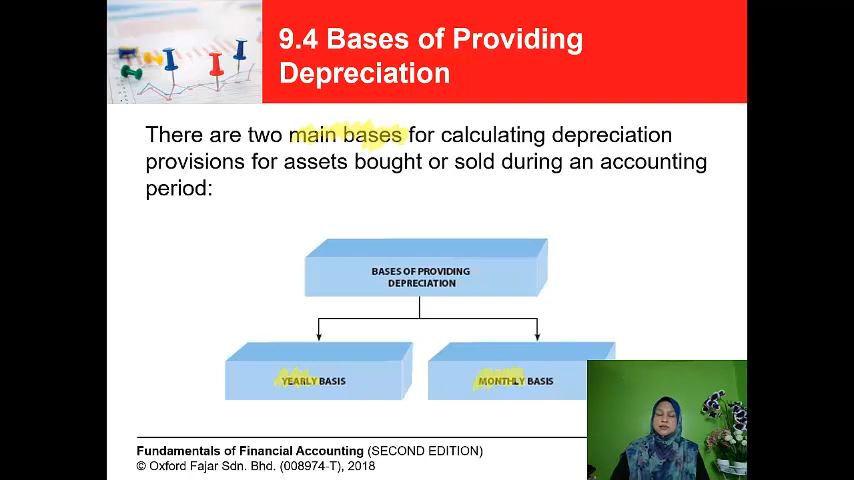 9.4 Bases of Providing
Depreciation
There are two main bases for calculating depreciation
provisions for assets bought or sold during an accounting
period:
BASES OF PROVIDING
DEPRECIATION
YEARLY BASIS
MONTHLY BASIS
Fundamentals of Financial Accounting (SECOND EDITION)
© Oxford Fajar Sdn. Bhd. (008974-T), 2018